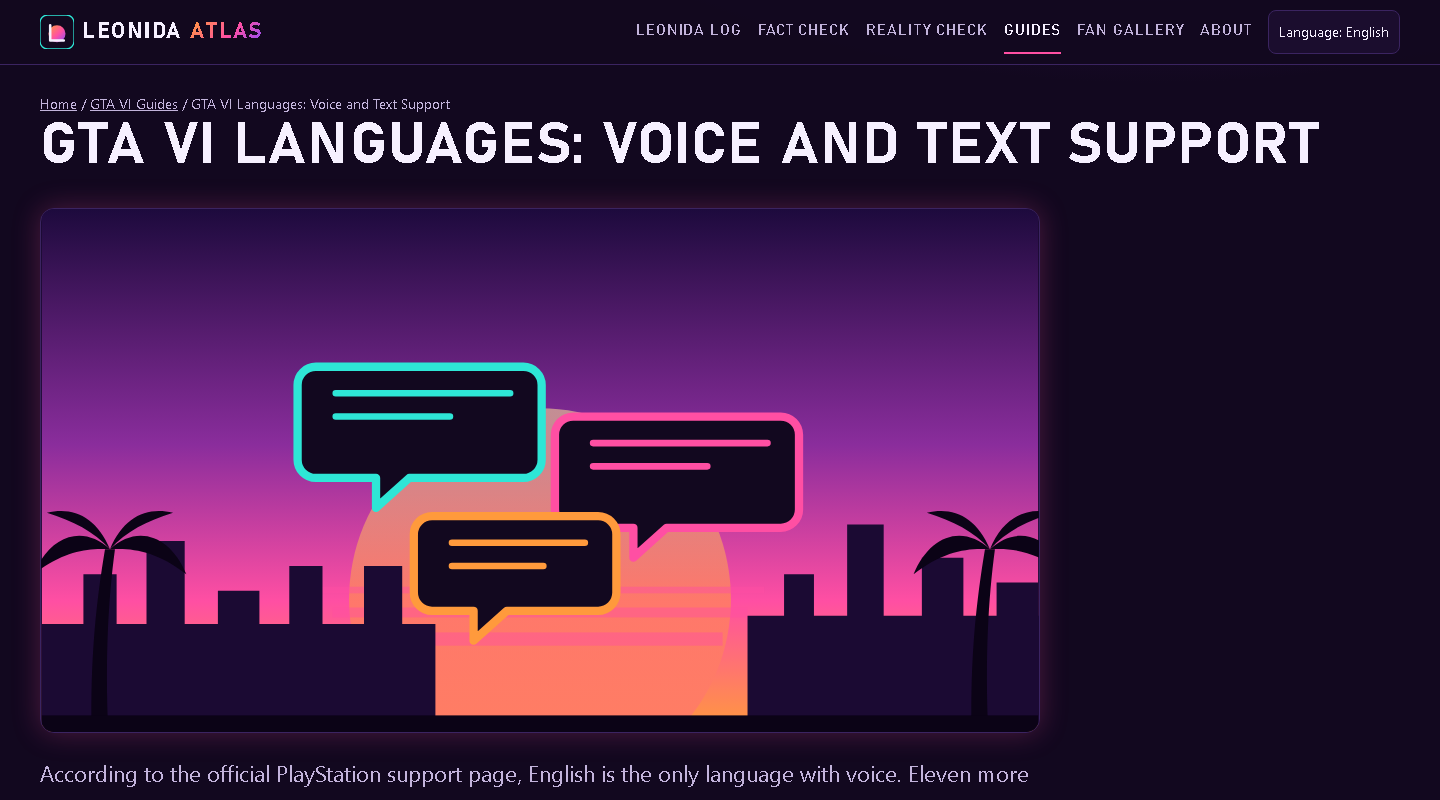 LEONIDA ATLAS
LEONIDA LOG
FACT CHECK
REALITY CHECK
GUIDES
FAN GALLERY
ABOUT
Language: English
Home / GTA VI Guides / GTA VI Languages: Voice and Text Support
GTA VI LANGUAGES: VOICE AND TEXT SUPPORT
According to the official PlayStation support page, English is the only language with voice. Eleven more